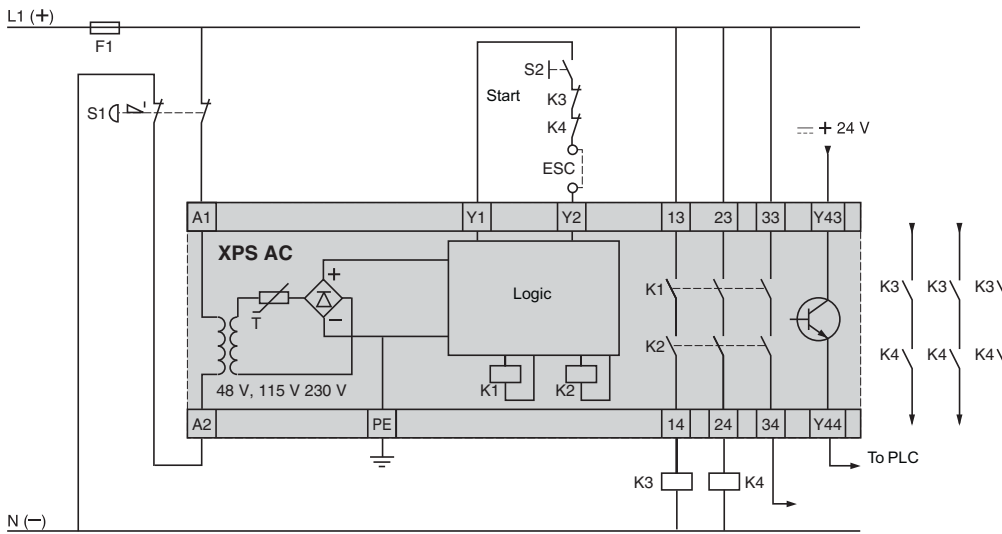 L1 (+)
F1
S2
Start
K3
S1
K4
⎓ + 24 V
ESC
A1
Y1
Y2
13
23
33
Y43
XPS AC
+
Logic
K1
K3
K3
K3
T
–
K2
K4
K4
K4
48 V, 115 V 230 V
K1
K2
A2
PE
14
24
34
Y44
To PLC
K3
K4
N (–)